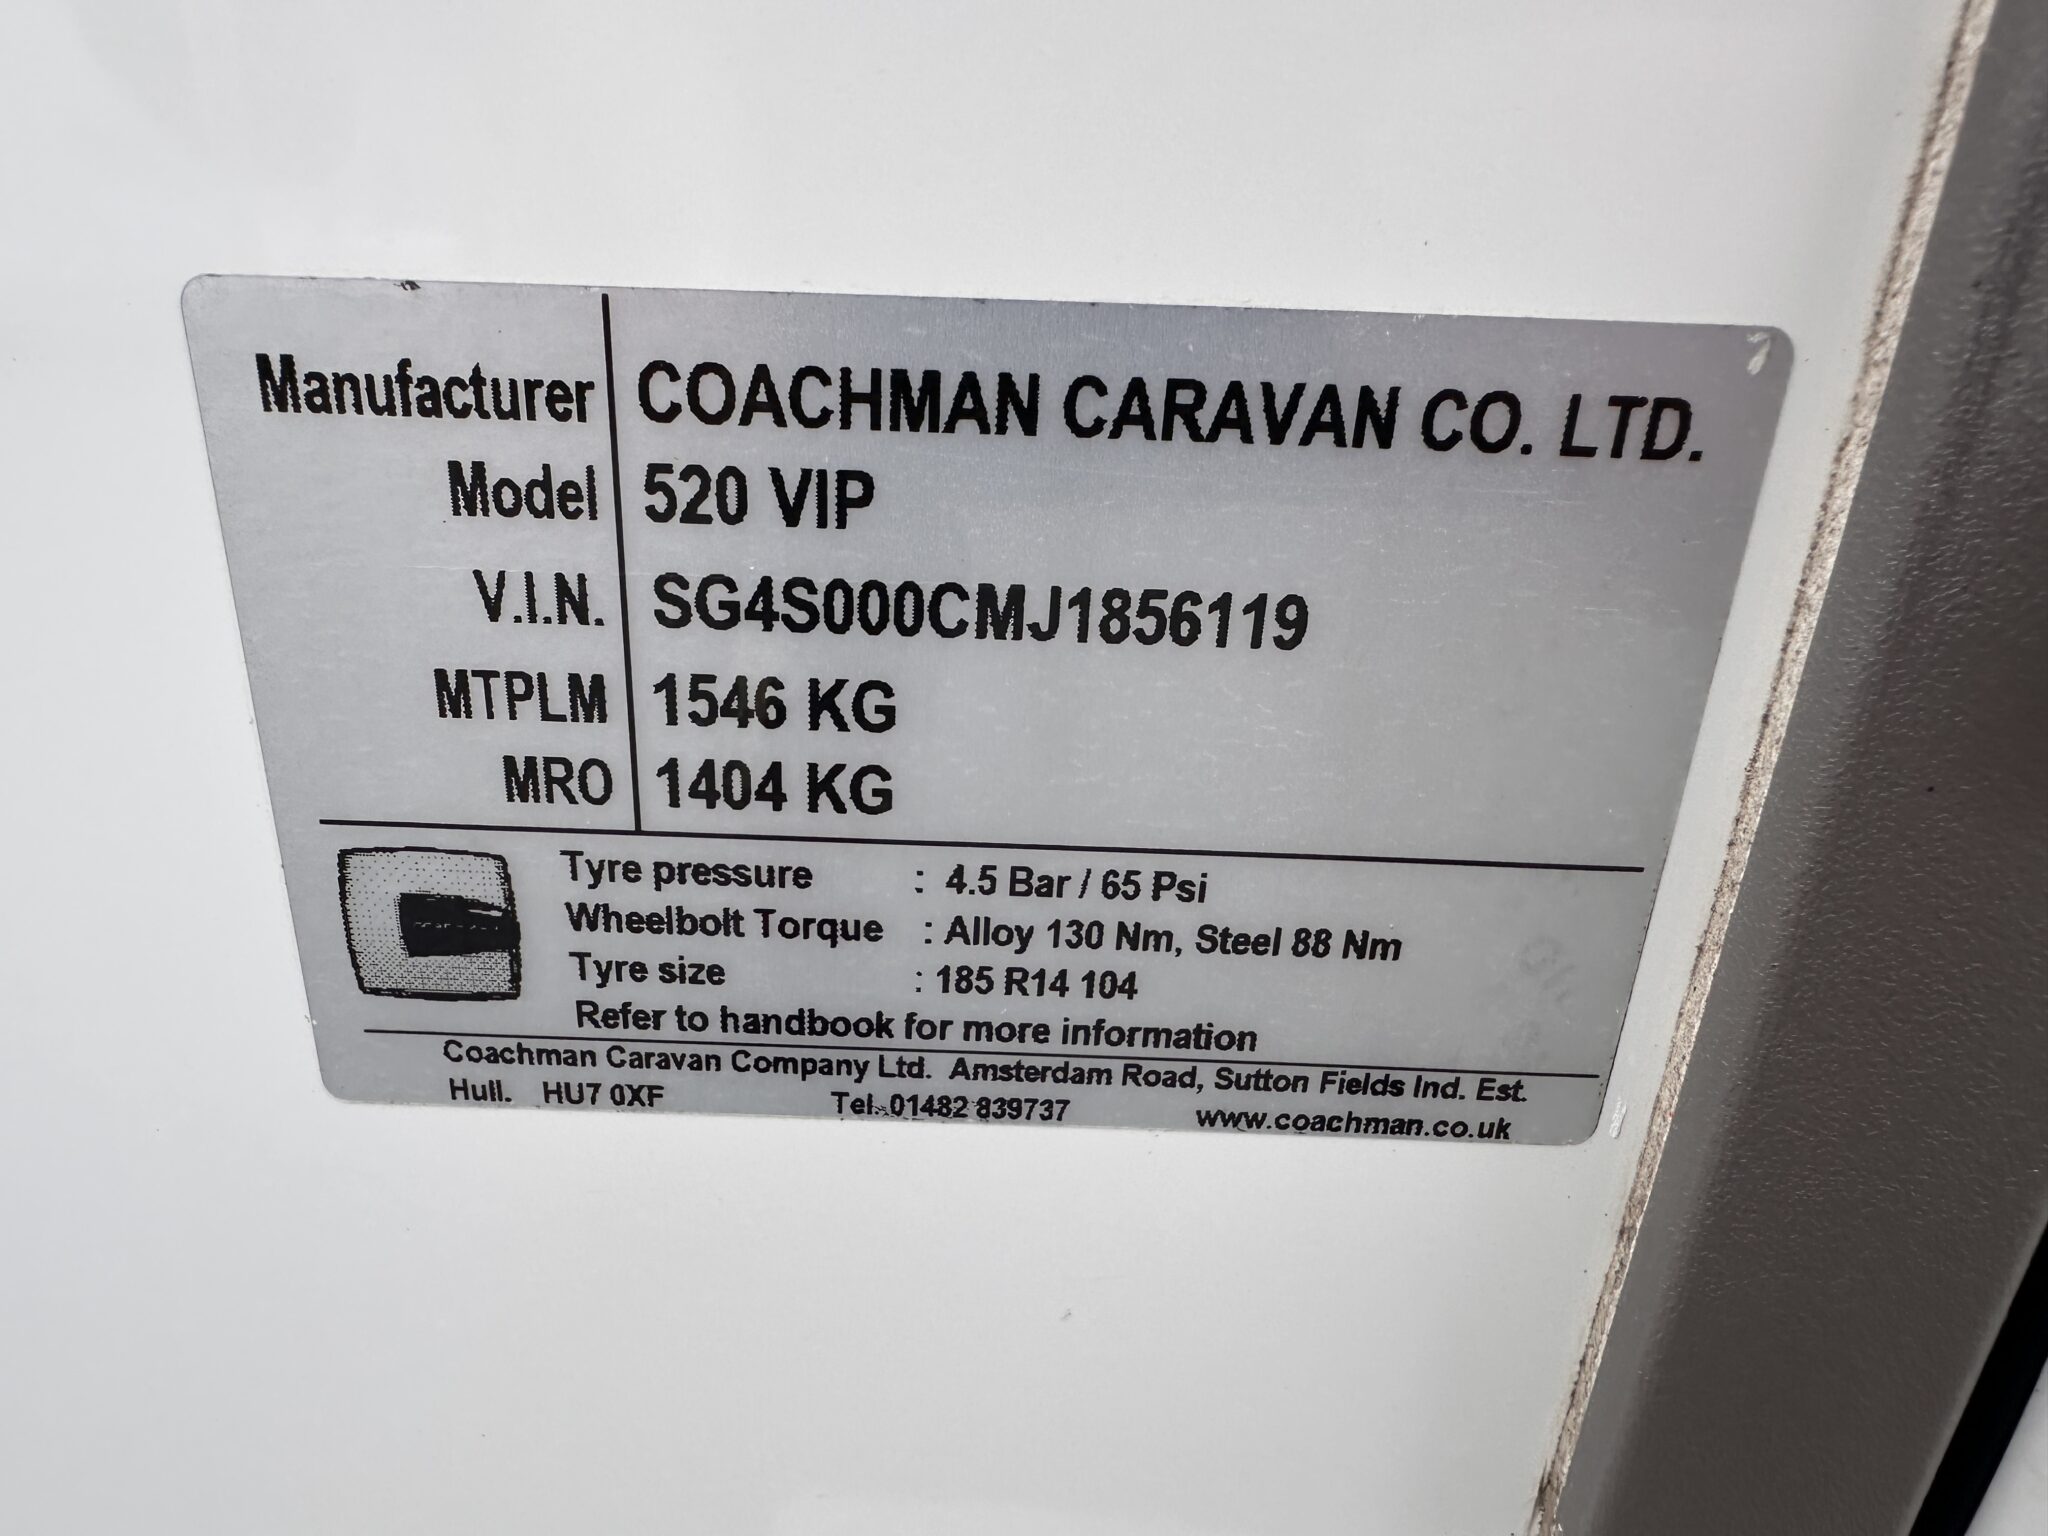 Manufacturer COACHMAN CARAVAN CO. LTD.
Model 520 VIP
V.I.N. SG4S000CMJ1856119
MTPLM 1546 KG
MRO 1404 KG
Tyre pressure : 4.5 Bar / 65 Psi
Wheelbolt Torque : Alloy 130 Nm, Steel 88 Nm
Tyre size : 185 R14 104
Refer to handbook for more information
Coachman Caravan Company Ltd. Amsterdam Road, Sutton Fields Ind. Est.
Hull. HU7 0XF Tel. 01482 839737 www.coachman.co.uk